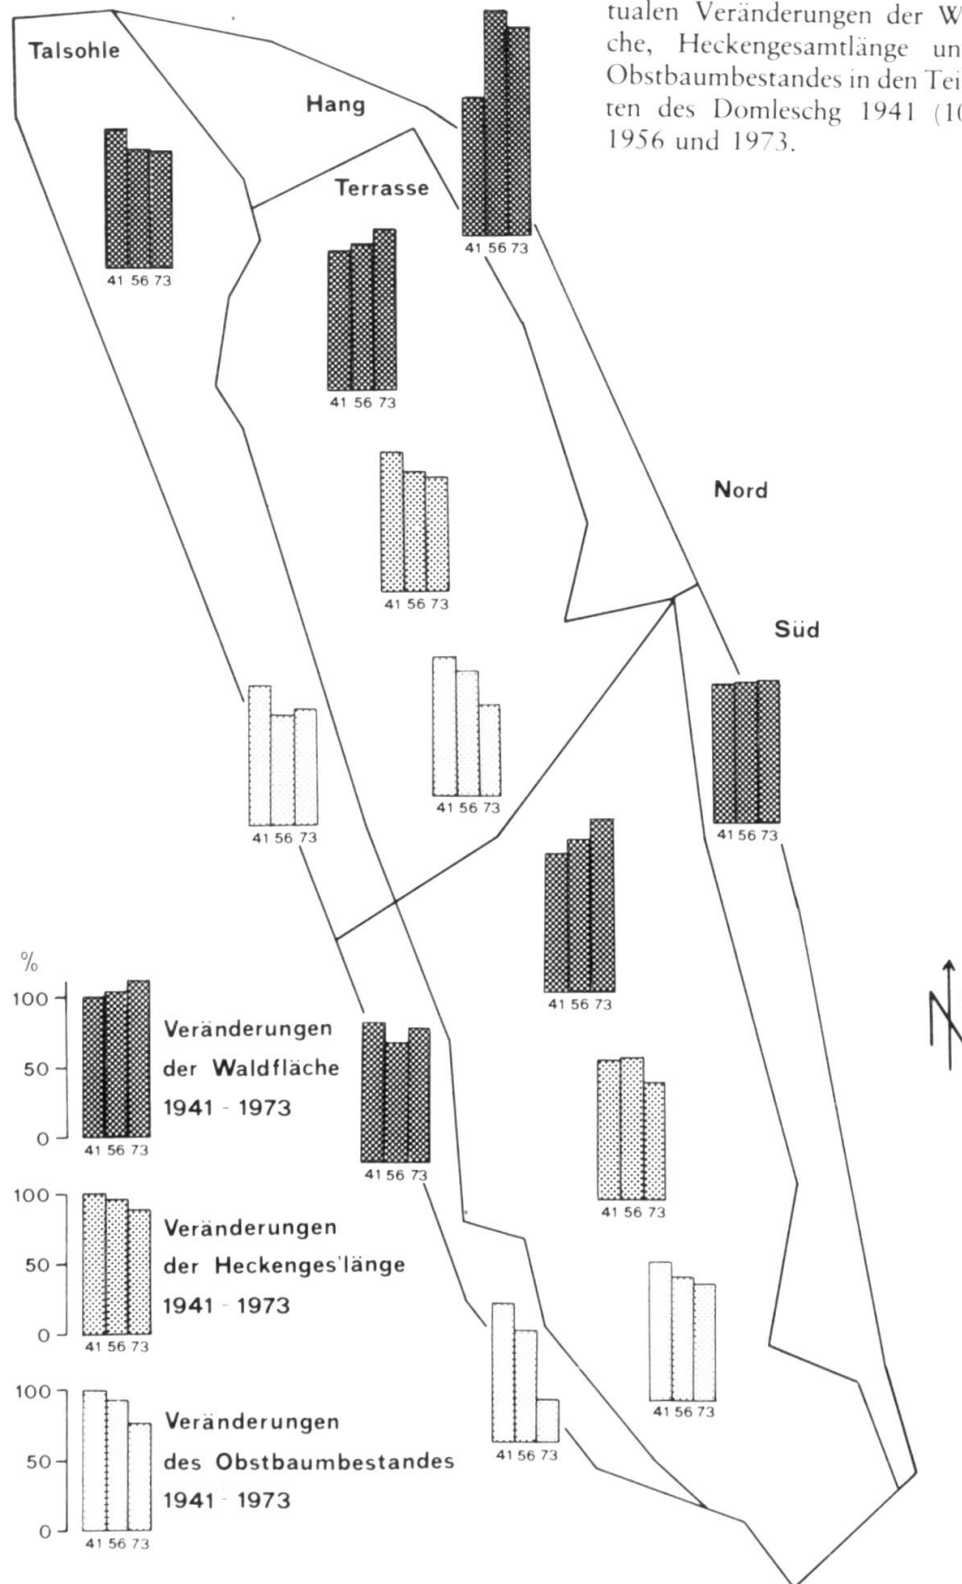 tualen Veränderungen der W
che, Heckengesamtlänge un
Obstbaumbestandes in den Tei
ten des Domleschg 1941 (10
1956 und 1973.
Talsohle
Hang
Terrasse
41 56 73
41 56 73
41 56 73
41 56 73
Nord
Süd
41 56 73
41 56 73
41 56 73
41 56 73
%
100
50
0
41 56 73
Veränderungen
der Waldfläche
1941 - 1973
41 56 73
N
41 56 73
100
50
0
41 56 73
Veränderungen
der Heckenges'länge
1941 - 1973
41 56 73
41 56 73
100
50
0
41 56 73
Veränderungen
des Obstbaumbestandes
1941 - 1973